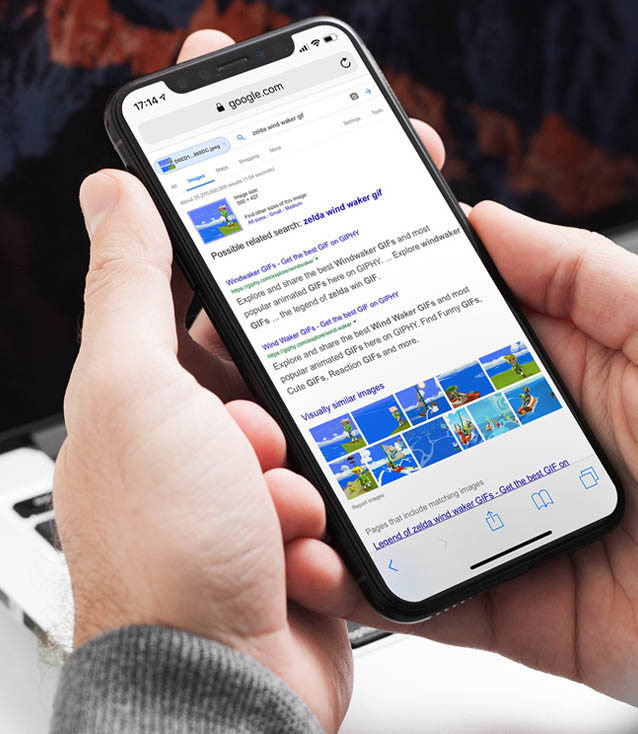 17:14
google.com
D6ED1...860DC.jpeg × zelda wind waker gif
All Images Maps Shopping More Settings Tools
About 25,270,000,000 results
Image size:
Find other sizes of this image:
All sizes - Small - Medium
Possible related search: zelda wind waker gif
Windwaker GIFs - Get the best GIF on GIPHY
https://giphy.com/explore/windwaker
Explore and share the best Windwaker GIFs and most
popular animated GIFs here on GIPHY. ... Explore windwaker
GIFs ... the legend of zelda win GIF.
Wind Waker GIFs - Get the best GIF on GIPHY
https://giphy.com/explore/wind-waker
Explore and share the best Wind Waker GIFs and most
popular animated GIFs here on GIPHY. Find Funny GIFs,
Cute GIFs, Reaction GIFs and more.
Visually similar images
Report images
Pages that include matching images
Legend of zelda wind waker GIFs - Get the best GIF on